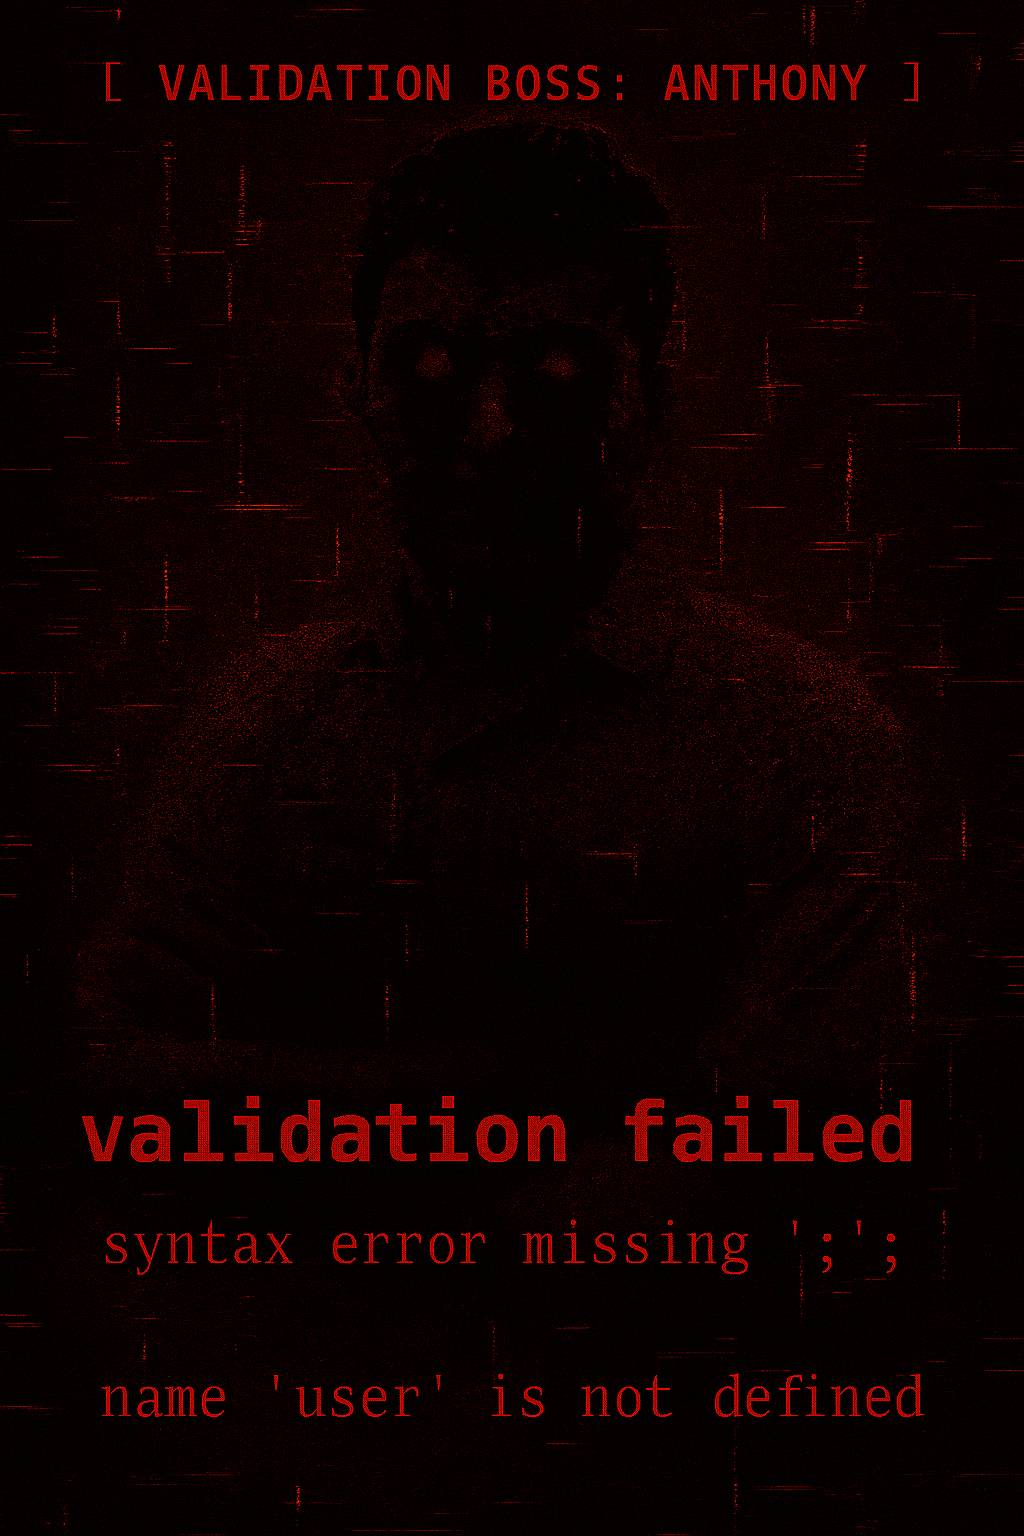 [ VALIDATION BOSS: ANTHONY ]
validation failed
syntax error missing ';';
name 'user' is not defined